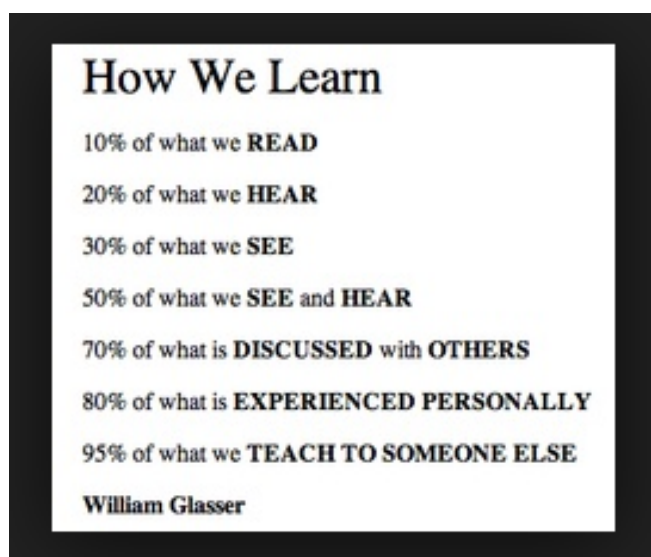 How We Learn
10% of what we READ
20% of what we HEAR
30% of what we SEE
50% of what we SEE and HEAR
70% of what is DISCUSSED with OTHERS
80% of what is EXPERIENCED PERSONALLY
95% of what we TEACH TO SOMEONE ELSE
William Glasser